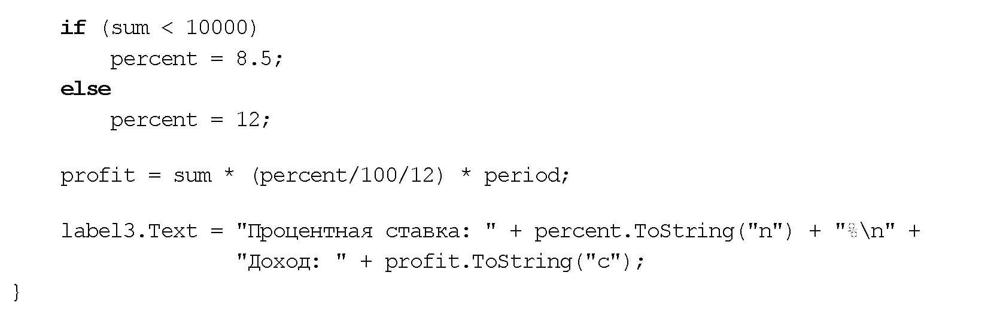 if (sum < 10000)
percent = 8.5;
else
percent = 12;
profit = sum * (percent/100/12) * period;
label3.Text = "Процентная ставка: " + percent.ToString("n") + "%\n" +
"Доход: " + profit.ToString("c");
}